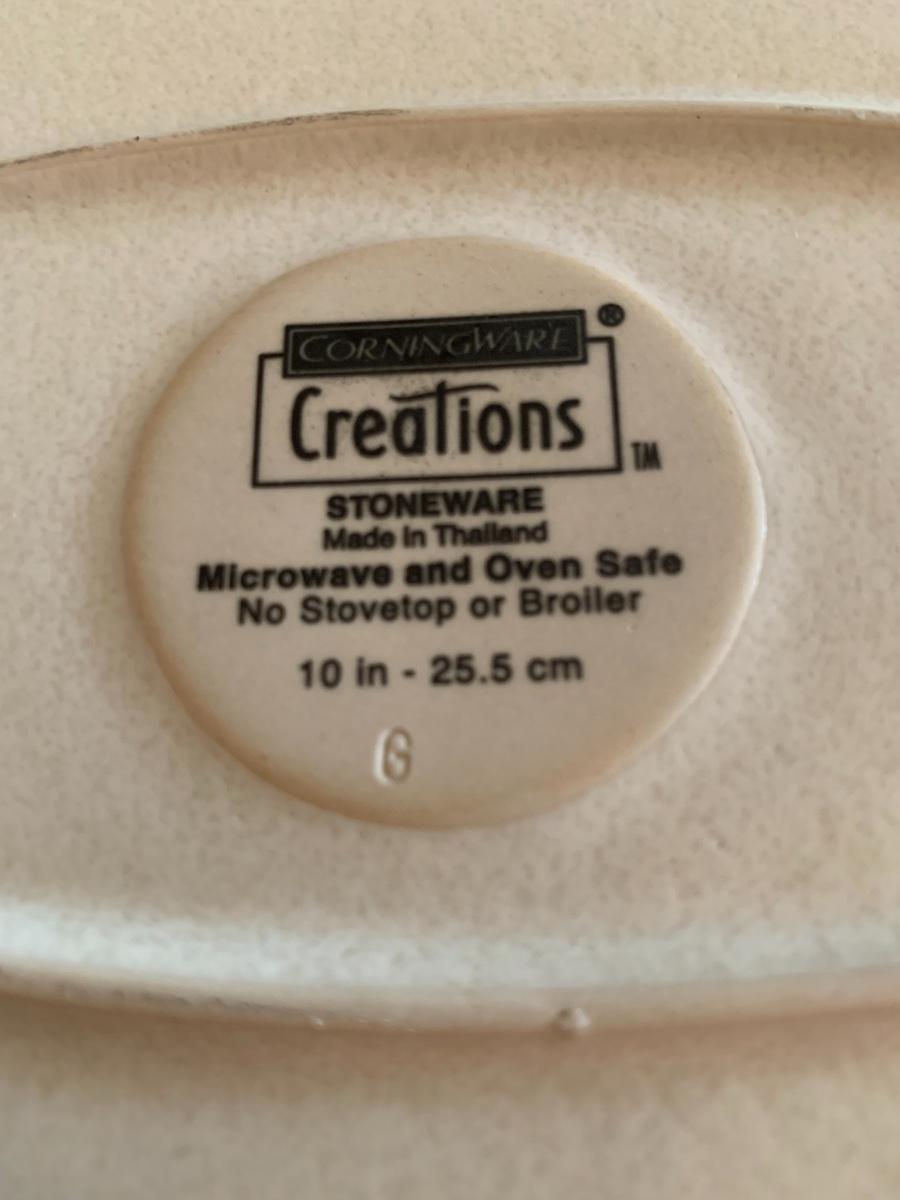 CORNINGWARE®
Creations™
STONEWARE
Made in Thailand
Microwave and Oven Safe
No Stovetop or Broiler
10 in - 25.5 cm